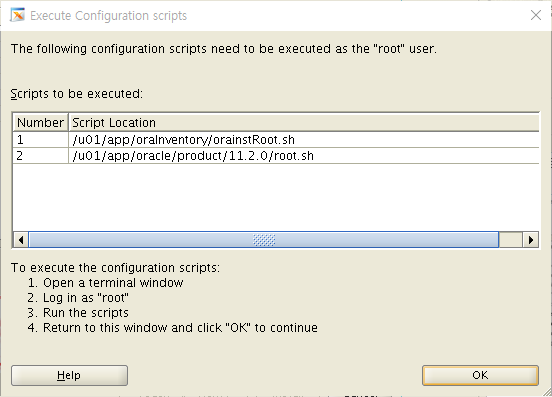 Execute Configuration scripts
The following configuration scripts need to be executed as the "root" user.
Scripts to be executed:
Number Script Location
1 /u01/app/oraInventory/orainstRoot.sh
2 /u01/app/oracle/product/11.2.0/root.sh
To execute the configuration scripts:
1. Open a terminal window
2. Log in as "root"
3. Run the scripts
4. Return to this window and click "OK" to continue
Help OK